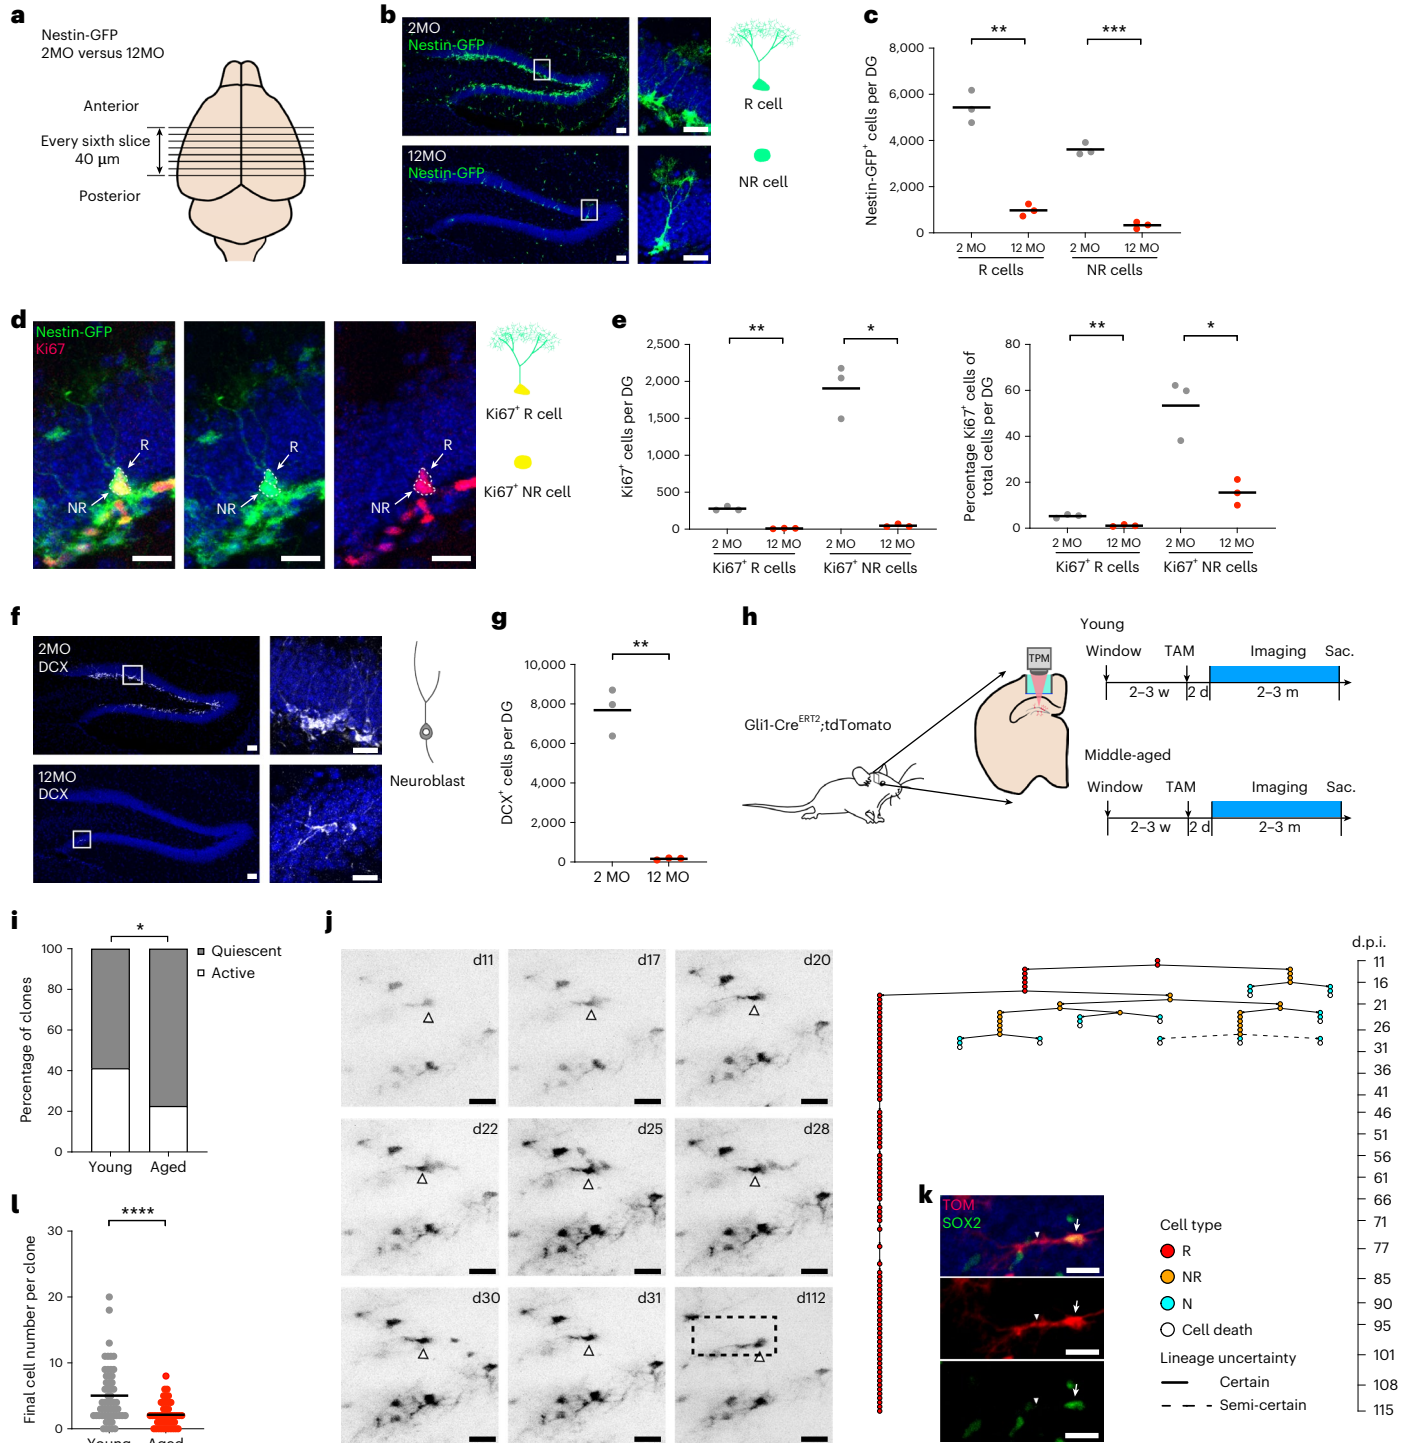 a
Nestin-GFP
2MO versus 12MO
Anterior
Every sixth slice
40 µm
Posterior
b
2MO
Nestin-GFP
12MO
Nestin-GFP
R cell
NR cell
c
Nestin-GFP⁺ cells per DG
8,000
6,000
4,000
2,000
0
**
***
2 MO
12 MO
2 MO
12 MO
R cells
NR cells
d
Nestin-GFP
Ki67
R
NR
R
NR
R
NR
Ki67⁺ R cell
Ki67⁺ NR cell
e
Ki67⁺ cells per DG
2,500
2,000
1,500
1,000
500
0
**
*
2 MO
12 MO
2 MO
12 MO
Ki67⁺ R cells
Ki67⁺ NR cells
Percentage Ki67⁺ cells of
total cells per DG
80
60
40
20
0
**
*
2 MO
12 MO
2 MO
12 MO
Ki67⁺ R cells
Ki67⁺ NR cells
f
2MO
DCX
12MO
DCX
Neuroblast
g
DCX⁺ cells per DG
10,000
8,000
6,000
4,000
2,000
0
**
2 MO
12 MO
h
Gli1-Cre^ERT2;tdTomato
TPM
Young
Window
TAM
Imaging
Sac.
2–3 w
2 d
2–3 m
Middle-aged
Window
TAM
Imaging
Sac.
2–3 w
2 d
2–3 m
i
Percentage of clones
100
80
60
40
20
0
*
Quiescent
Active
Young
Aged
j
d11
d17
d20
d22
d25
d28
d30
d31
d112
d.p.i.
11
16
21
26
31
36
41
46
51
56
61
66
71
77
85
90
95
101
108
115
k
TOM
SOX2
Cell type
R
NR
N
Cell death
Lineage uncertainty
Certain
Semi-certain
l
Final cell number per clone
30
20
10
0
****
Young
Aged